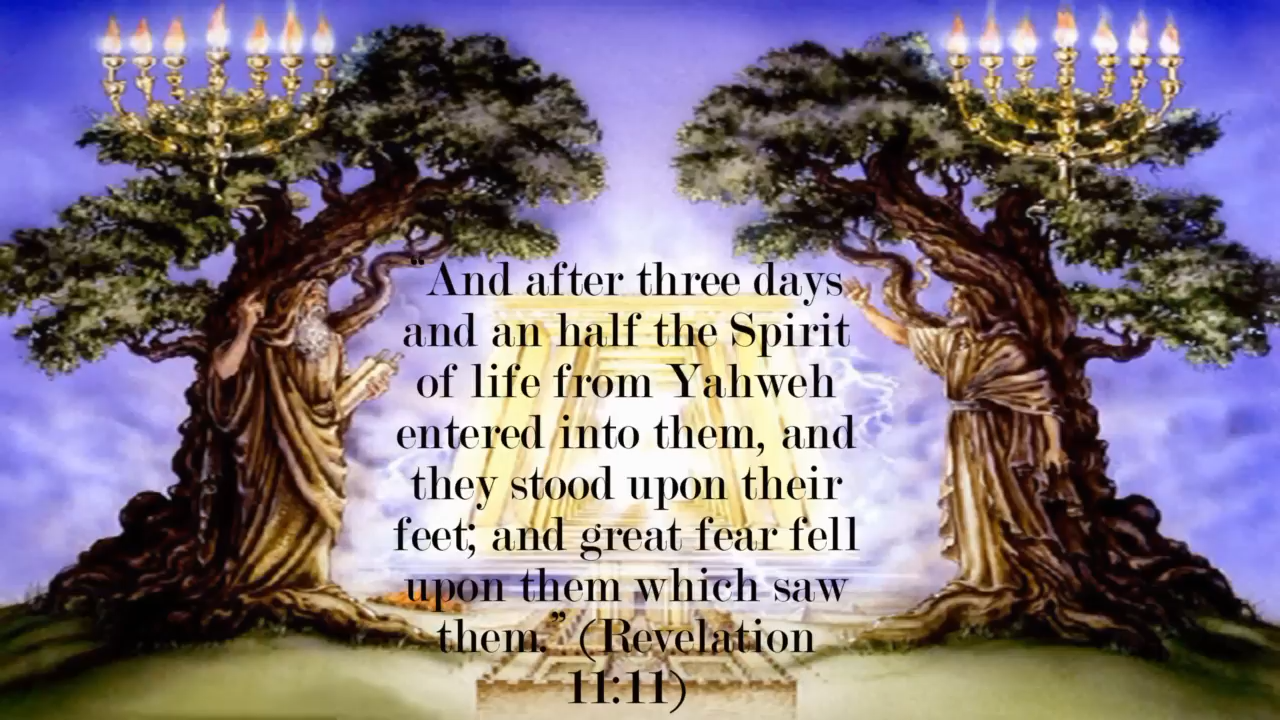 “And after three days
and an half the Spirit
of life from Yahweh
entered into them, and
they stood upon their
feet; and great fear fell
upon them which saw
them.” (Revelation
11:11)